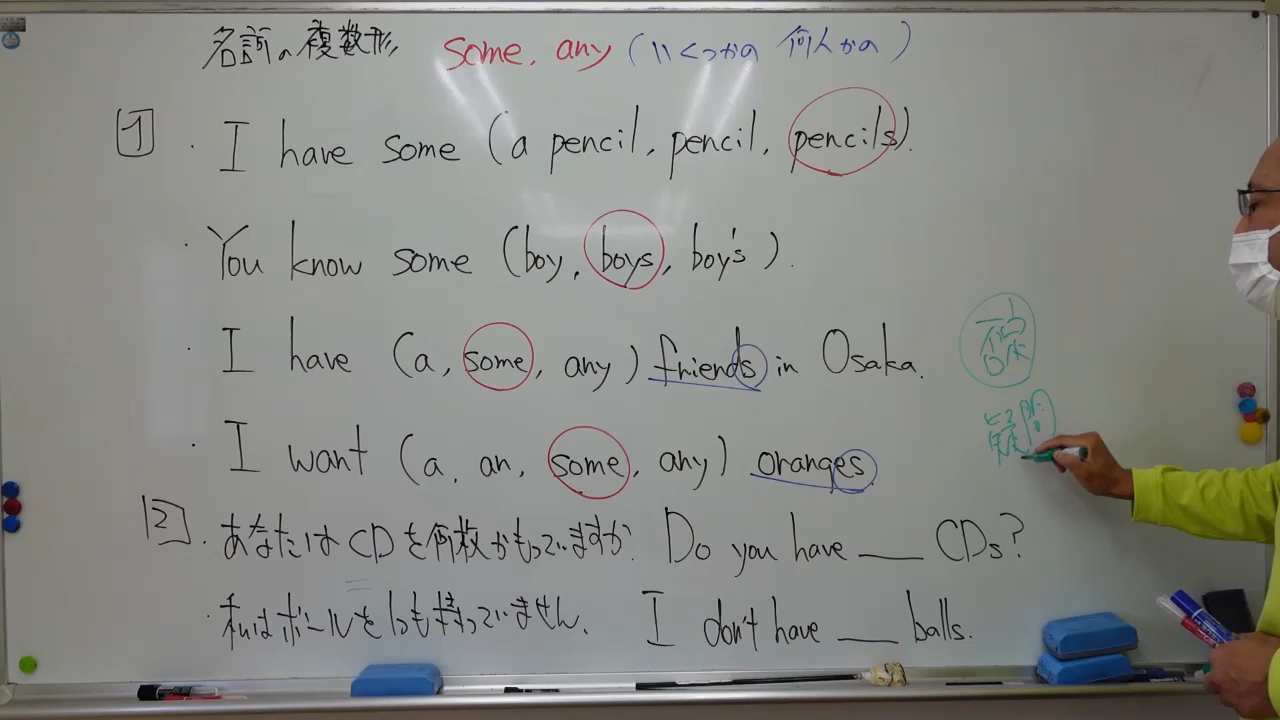 名詞の複数形 some, any (いくつかの 何人かの)
1
・I have some (a pencil, pencil, pencils).
・You know some (boy, boys, boy's).
・I have (a, some, any) friends in Osaka.
・I want (a, an, some, any) oranges.
2
・あなたはCDを何枚かもっていますか. Do you have ___ CDs?
・私はボールを1つも持っていません. I don't have ___ balls.
疑問